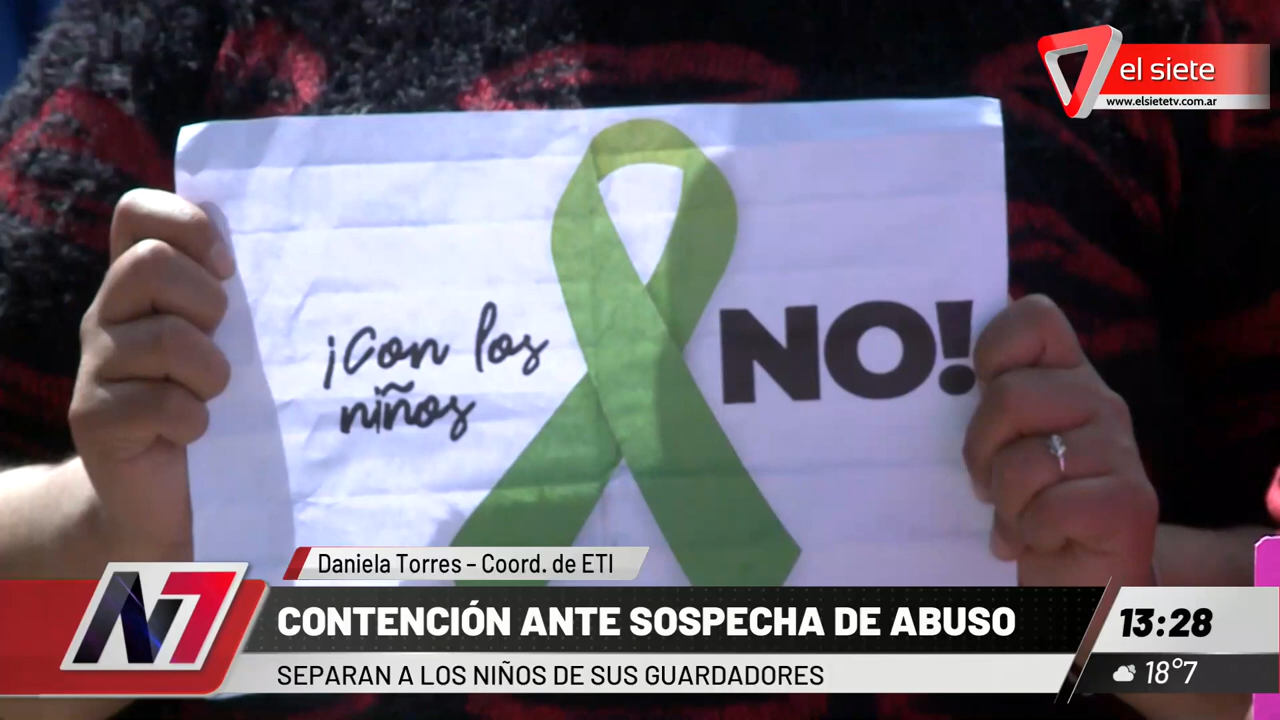 el siete
www.elsietetv.com.ar
¡Con los
niños
NO!
Daniela Torres – Coord. de ETI
N7
CONTENCIÓN ANTE SOSPECHA DE ABUSO
SEPARAN A LOS NIÑOS DE SUS GUARDADORES
13:28
18°7